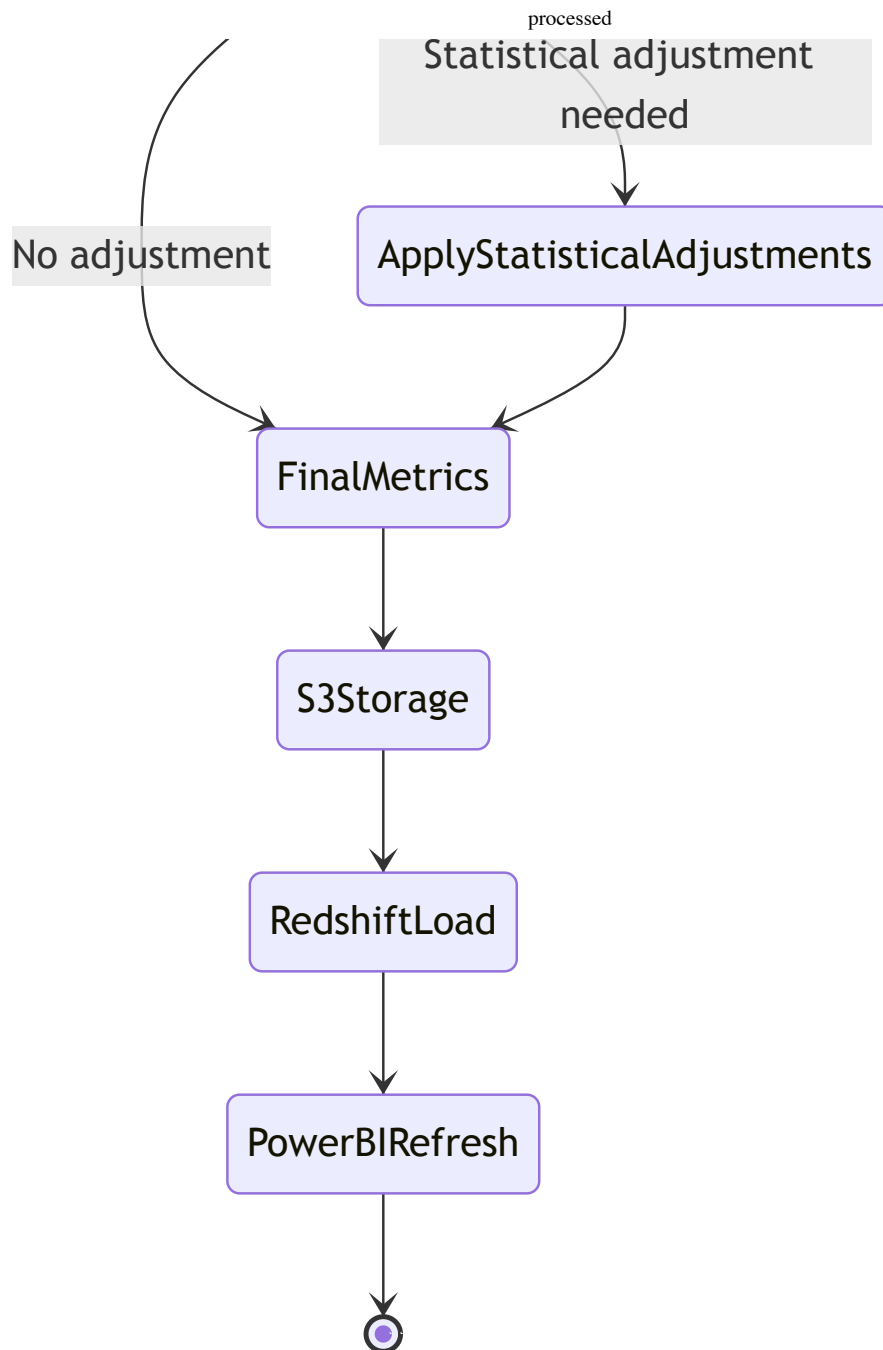 processed
Statistical adjustment
needed
No adjustment
ApplyStatisticalAdjustments
FinalMetrics
S3Storage
RedshiftLoad
PowerBIRefresh